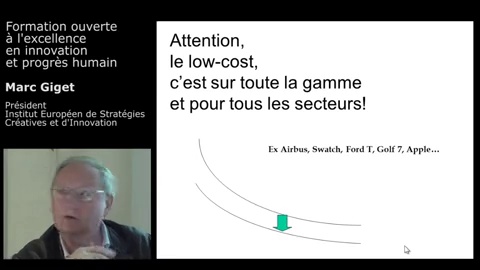 Formation ouverte
à l'excellence
en innovation
et progrès humain
Marc Giget
Président
Institut Européen de Stratégies
Créatives et d'Innovation
Attention,
le low-cost,
c’est sur toute la gamme
et pour tous les secteurs!
Ex Airbus, Swatch, Ford T, Golf 7, Apple…